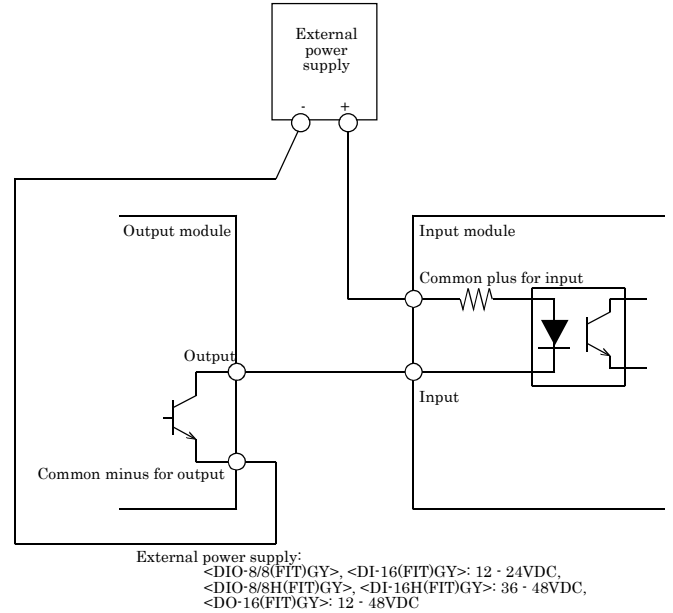 External
power
supply
- +
Output module
Input module
Common plus for input
Output
Input
Common minus for output
External power supply:
<DIO-8/8(FIT)GY>, <DI-16(FIT)GY>: 12 - 24VDC,
<DIO-8/8H(FIT)GY>, <DI-16H(FIT)GY>: 36 - 48VDC,
<DO-16(FIT)GY>: 12 - 48VDC